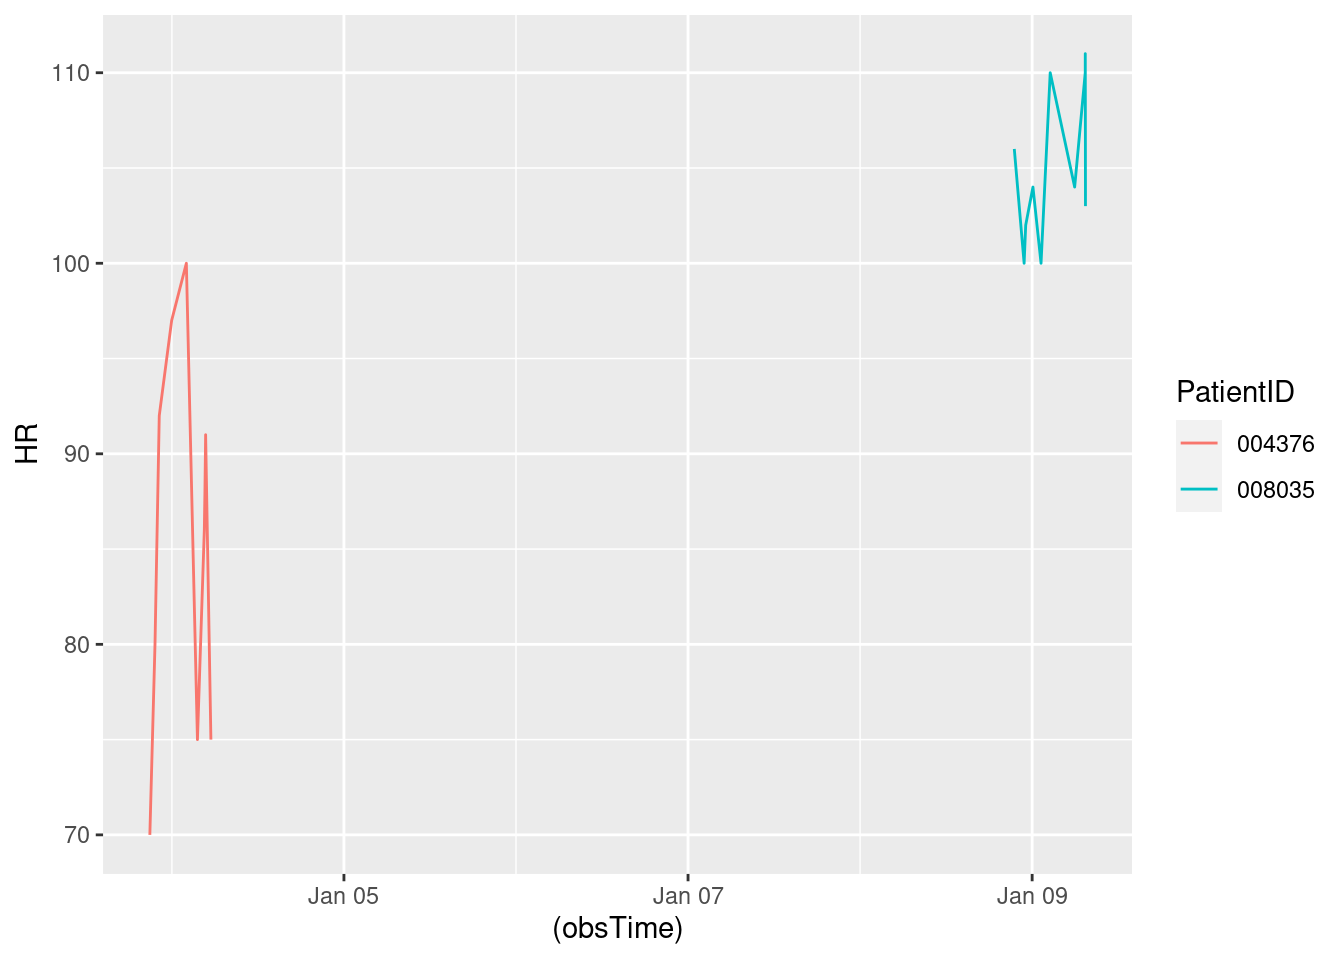 110
100
90
80
70
HR
Jan 05
Jan 07
Jan 09
(obsTime)
PatientID
004376
008035